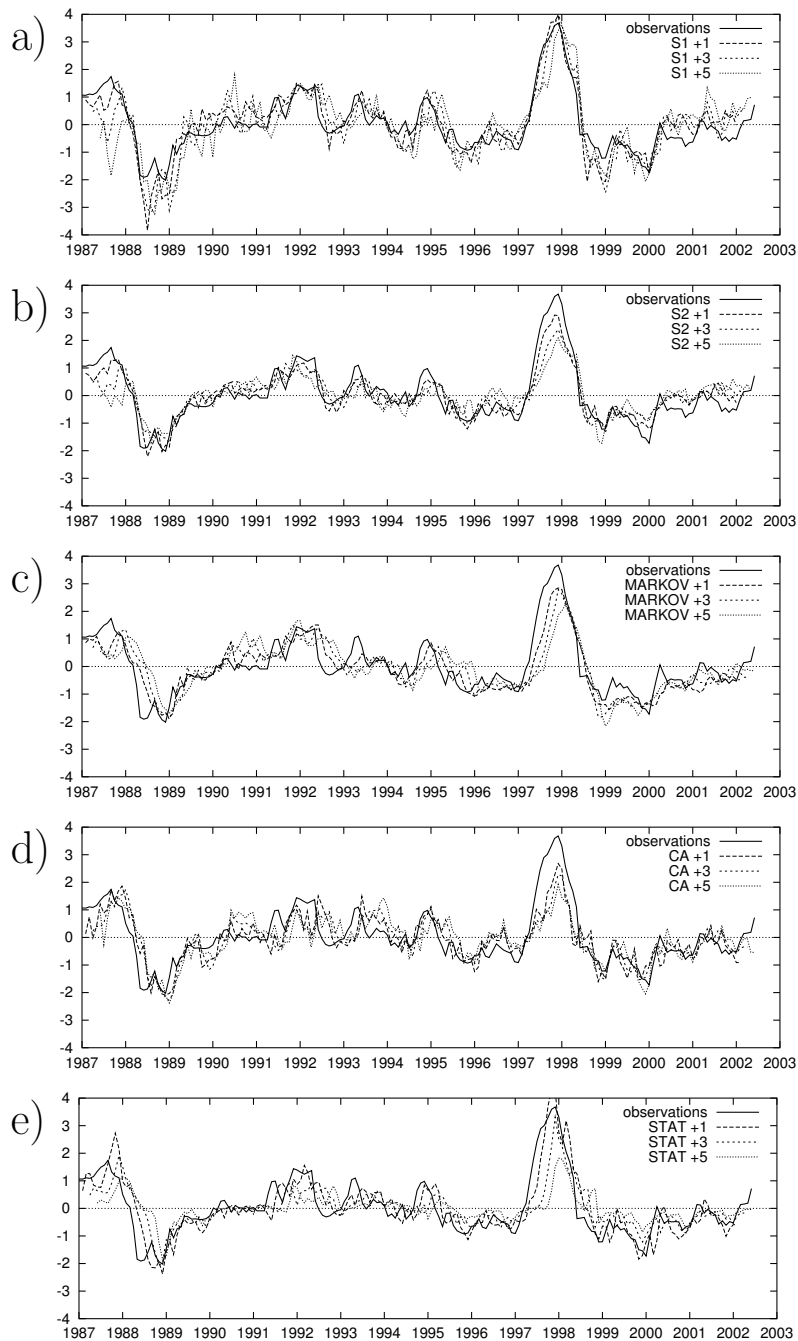 a)
4
3
2
1
0
-1
-2
-3
-4
observations
S1 +1
S1 +3
S1 +5
1987 1988 1989 1990 1991 1992 1993 1994 1995 1996 1997 1998 1999 2000 2001 2002 2003
b)
4
3
2
1
0
-1
-2
-3
-4
observations
S2 +1
S2 +3
S2 +5
1987 1988 1989 1990 1991 1992 1993 1994 1995 1996 1997 1998 1999 2000 2001 2002 2003
c)
4
3
2
1
0
-1
-2
-3
-4
observations
MARKOV +1
MARKOV +3
MARKOV +5
1987 1988 1989 1990 1991 1992 1993 1994 1995 1996 1997 1998 1999 2000 2001 2002 2003
d)
4
3
2
1
0
-1
-2
-3
-4
observations
CA +1
CA +3
CA +5
1987 1988 1989 1990 1991 1992 1993 1994 1995 1996 1997 1998 1999 2000 2001 2002 2003
e)
4
3
2
1
0
-1
-2
-3
-4
observations
STAT +1
STAT +3
STAT +5
1987 1988 1989 1990 1991 1992 1993 1994 1995 1996 1997 1998 1999 2000 2001 2002 2003